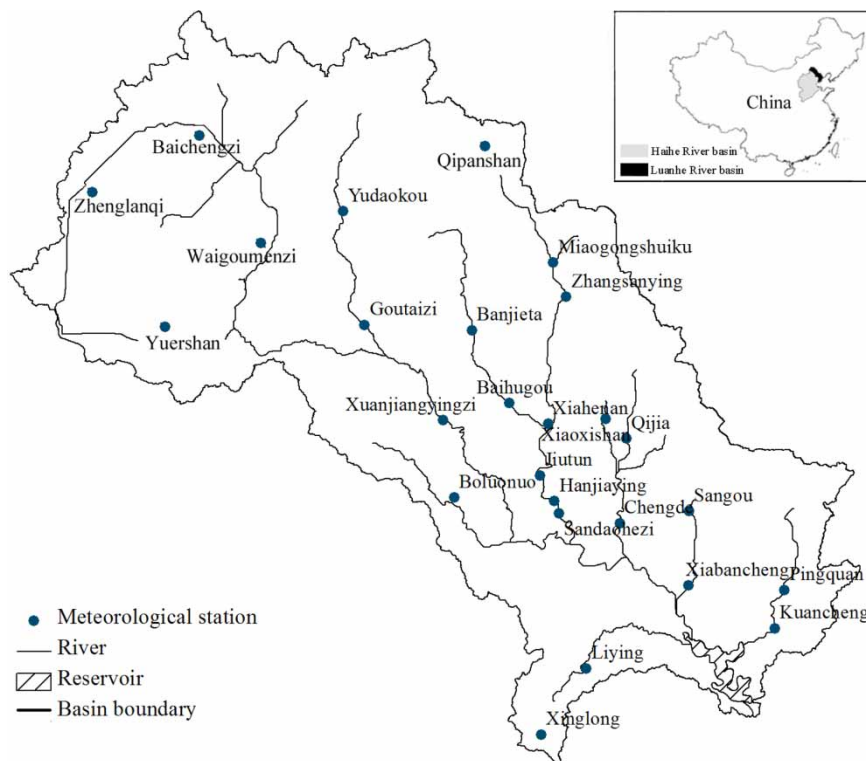 China
Haihe River basin
Luanhe River basin
Baichengzi
Qipanshan
Zhenglanqi
Yudaokou
Waigoumenzi
Miaogongshuiku
Zhangsanying
Goutaizi
Banjieta
Yuershan
Baihugou
Xuanjiangyingzi
Xiahenan
Qijia
Xiaoxishan
Jiutun
Boluonuo
Hanjiaying
Chengde
Sangou
Sandaohezi
Xiabancheng
Pingquan
Kuancheng
Liying
Xinglong
Meteorological station
River
Reservoir
Basin boundary